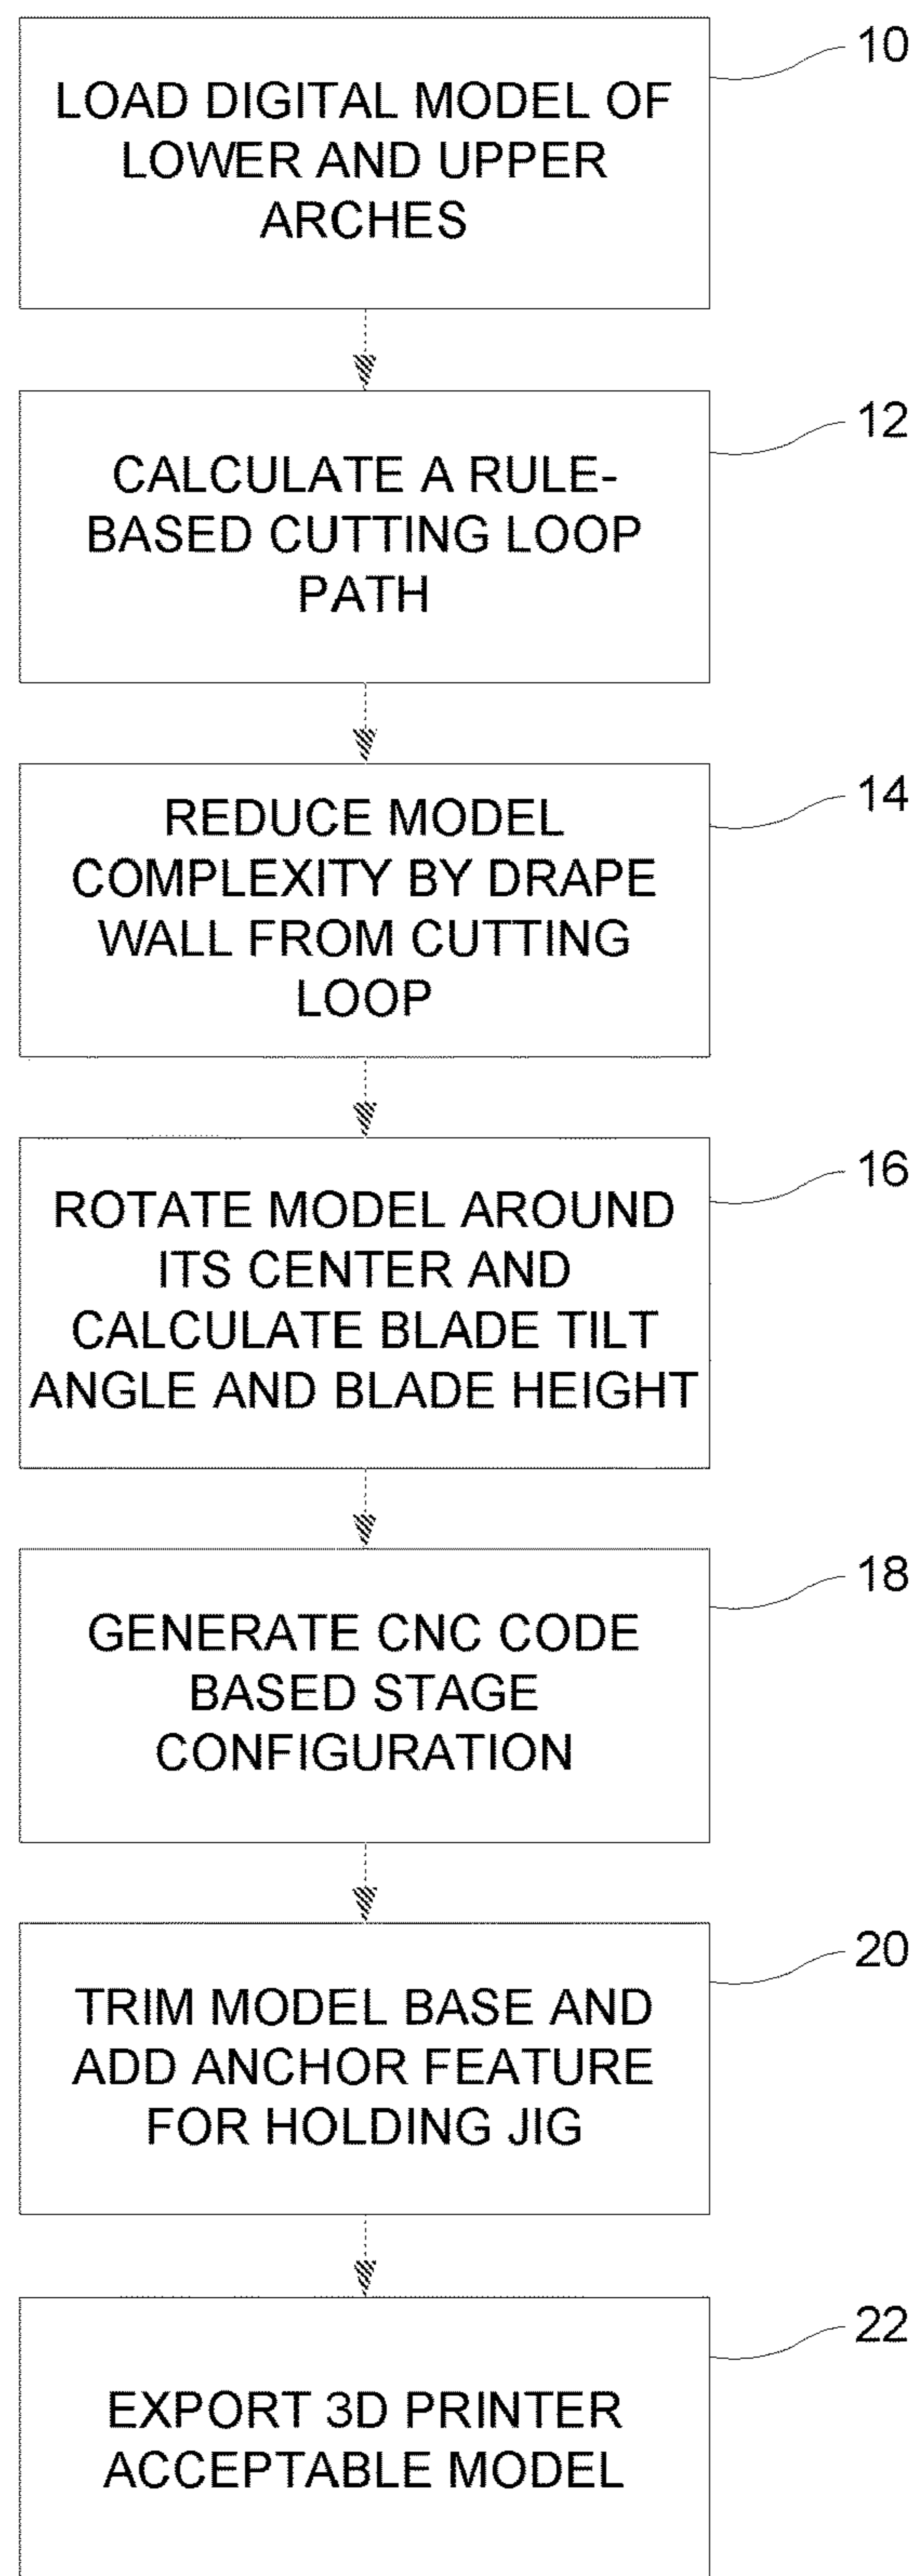 LOAD DIGITAL MODEL OF
LOWER AND UPPER
ARCHES
10
CALCULATE A RULE-
BASED CUTTING LOOP
PATH
12
REDUCE MODEL
COMPLEXITY BY DRAPE
WALL FROM CUTTING
LOOP
14
ROTATE MODEL AROUND
ITS CENTER AND
CALCULATE BLADE TILT
ANGLE AND BLADE HEIGHT
16
GENERATE CNC CODE
BASED STAGE
CONFIGURATION
18
TRIM MODEL BASE AND
ADD ANCHOR FEATURE
FOR HOLDING JIG
20
EXPORT 3D PRINTER
ACCEPTABLE MODEL
22